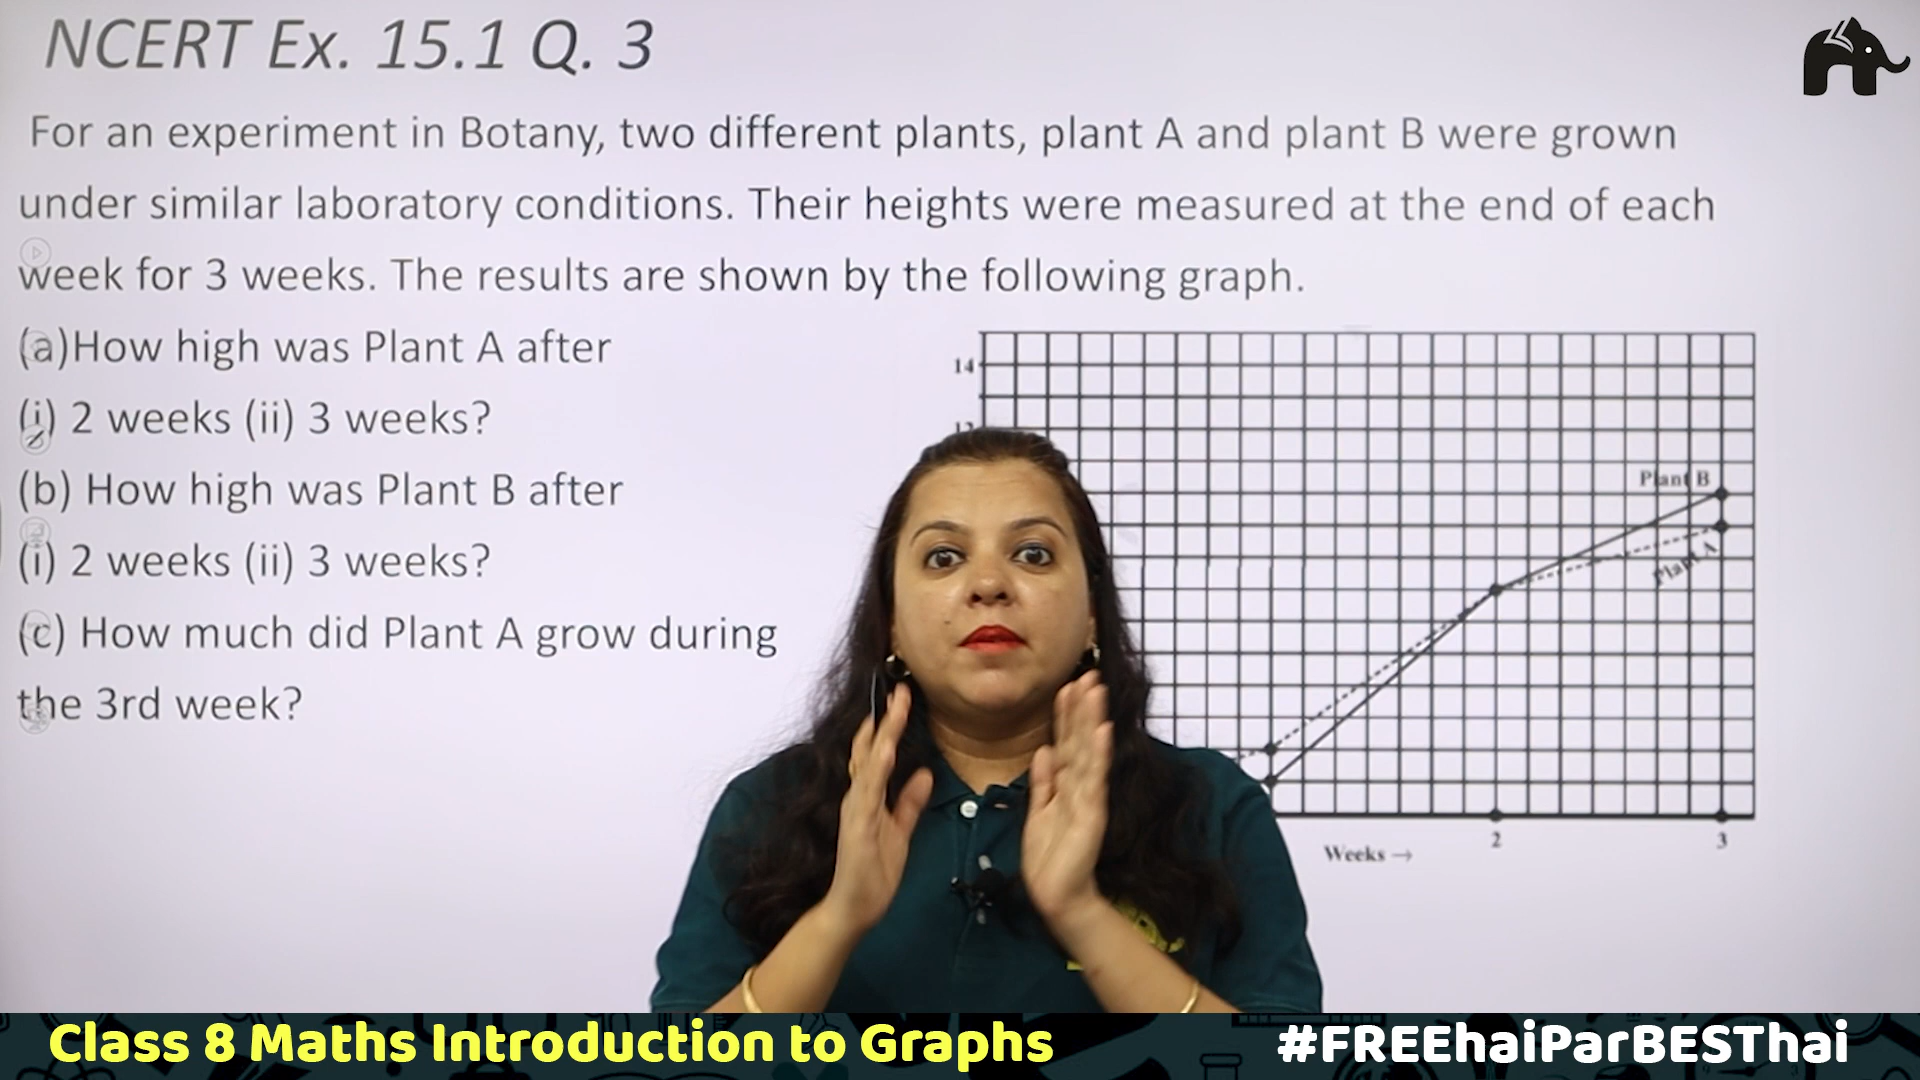 NCERT Ex. 15.1 Q. 3
For an experiment in Botany, two different plants, plant A and plant B were grown
under similar laboratory conditions. Their heights were measured at the end of each
week for 3 weeks. The results are shown by the following graph.
(a)How high was Plant A after
(i) 2 weeks (ii) 3 weeks?
(b) How high was Plant B after
(i) 2 weeks (ii) 3 weeks?
(c) How much did Plant A grow during
the 3rd week?
14
Plant B
Plant A
2
3
Weeks →
Class 8 Maths Introduction to Graphs
#FREEhaiParBESThai